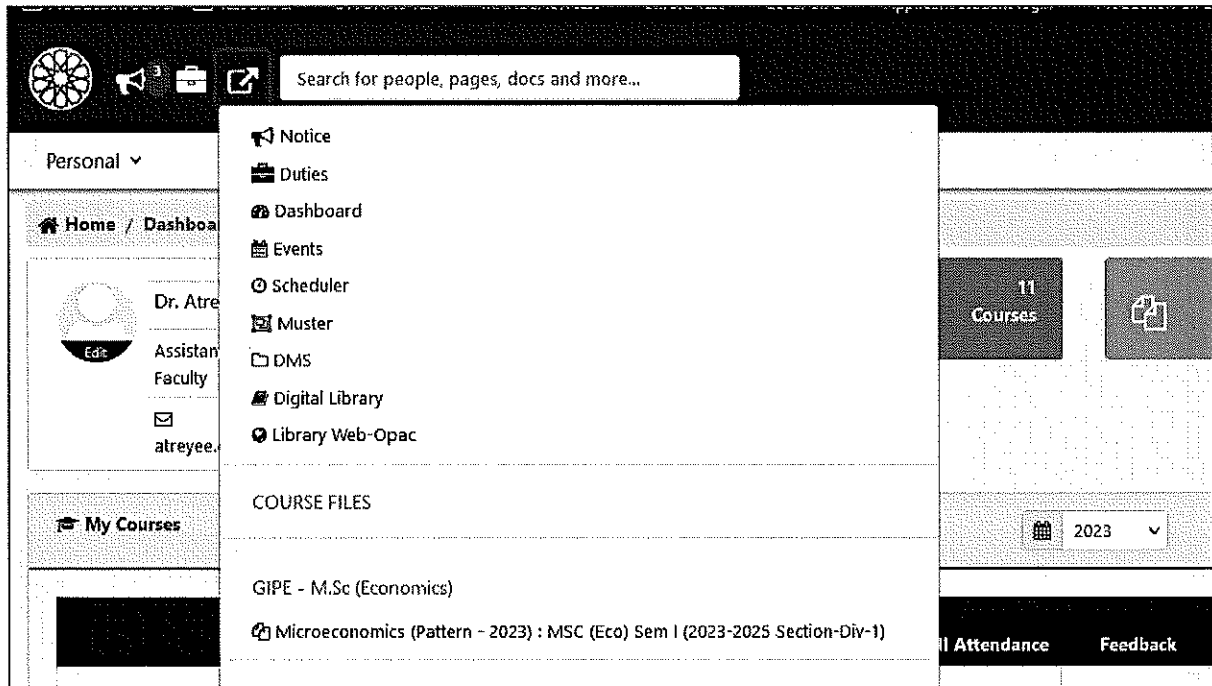 3
Search for people, pages, docs and more...
Notice
Personal
Duties
Dashboard
Home / Dashboa
Events
Scheduler
11
Dr. Atre
Courses
Muster
Edit
Assistan
DMS
Faculty
Digital Library
Library Web-Opac
atreyee.
COURSE FILES
My Courses
2023
GIPE - M.Sc (Economics)
Microeconomics (Pattern - 2023) : MSC (Eco) Sem I (2023-2025 Section-Div-1)
ll Attendance
Feedback